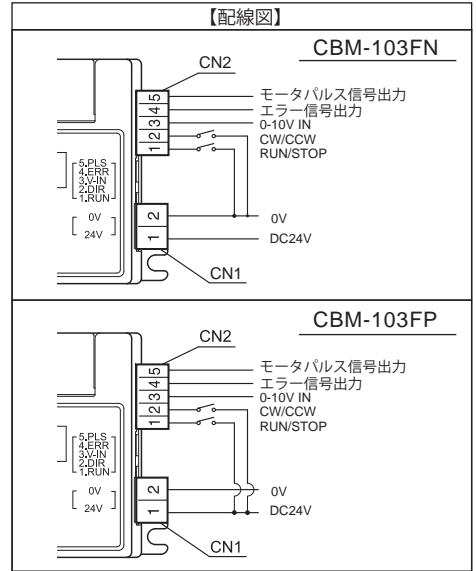 【配線図】
CBM-103FN
CN2
5
4
3
2
1
モータパルス信号出力
エラー信号出力
0-10V IN
CW/CCW
RUN/STOP
5.PLS
4.ERR
3.V-IN
2.DIR
1.RUN
0V
24V
2
1
0V
DC24V
CN1
CBM-103FP
CN2
5
4
3
2
1
モータパルス信号出力
エラー信号出力
0-10V IN
CW/CCW
RUN/STOP
5.PLS
4.ERR
3.V-IN
2.DIR
1.RUN
0V
24V
2
1
0V
DC24V
CN1